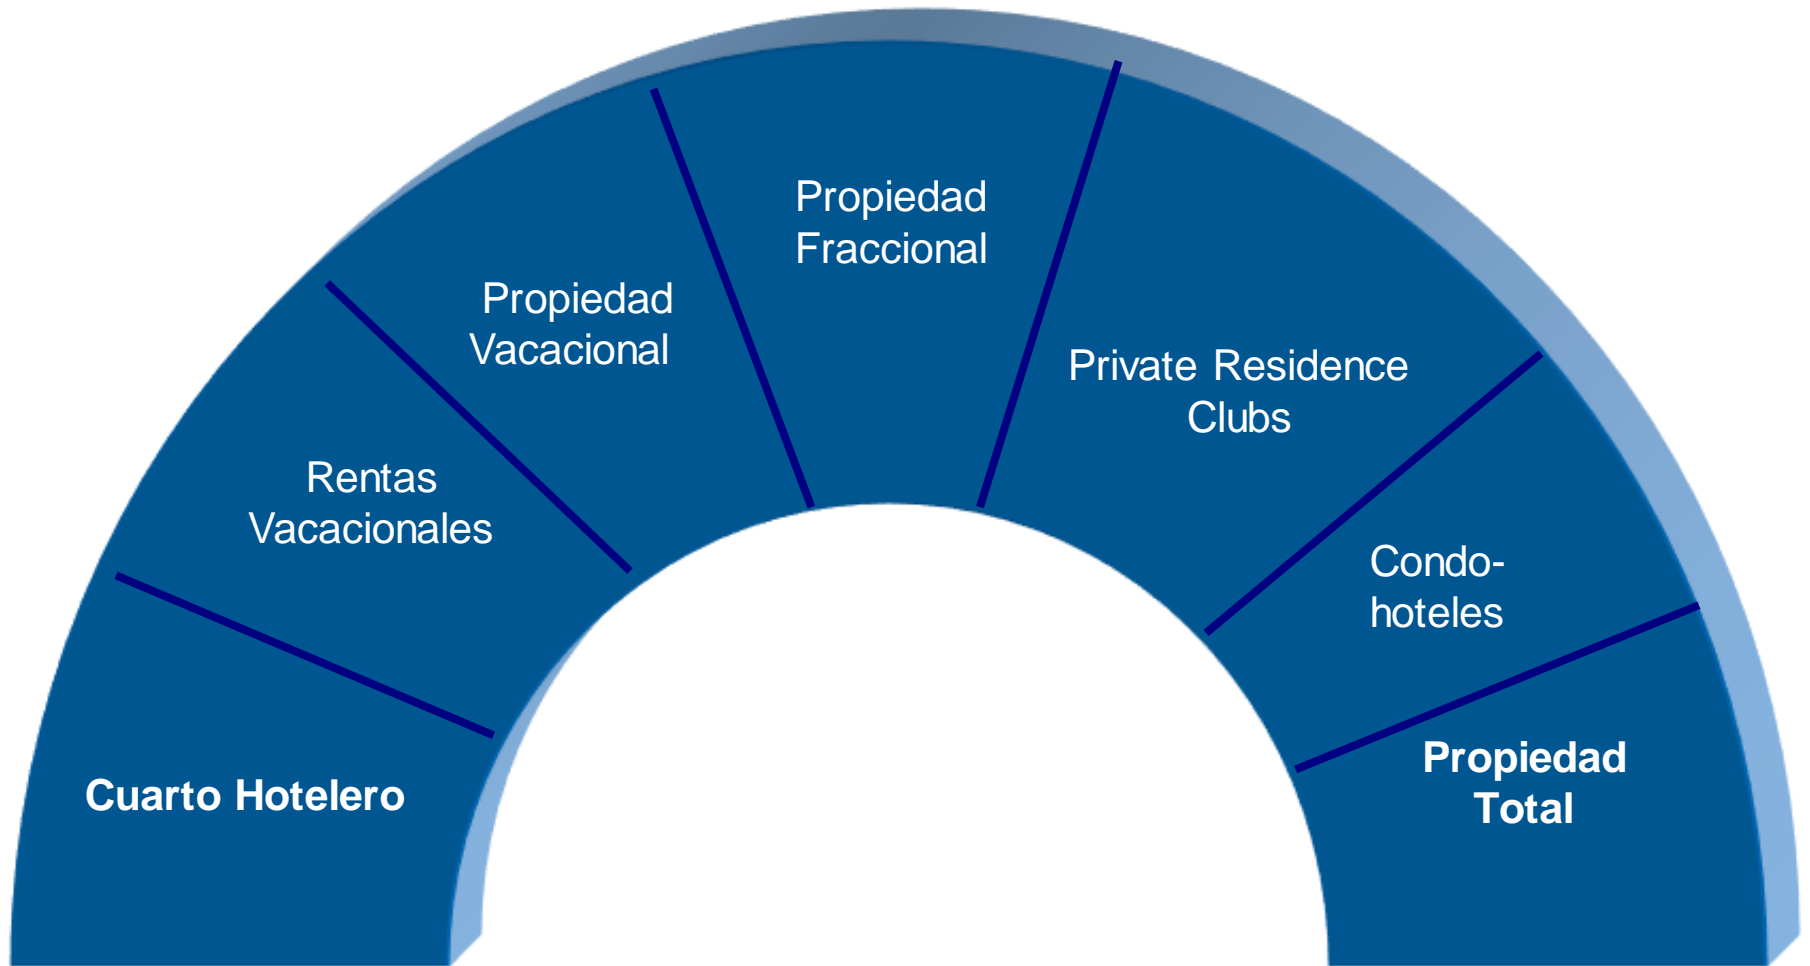 Cuarto Hotelero
Rentas
Vacacionales
Propiedad
Vacacional
Propiedad
Fraccional
Private Residence
Clubs
Condo-
hoteles
Propiedad
Total